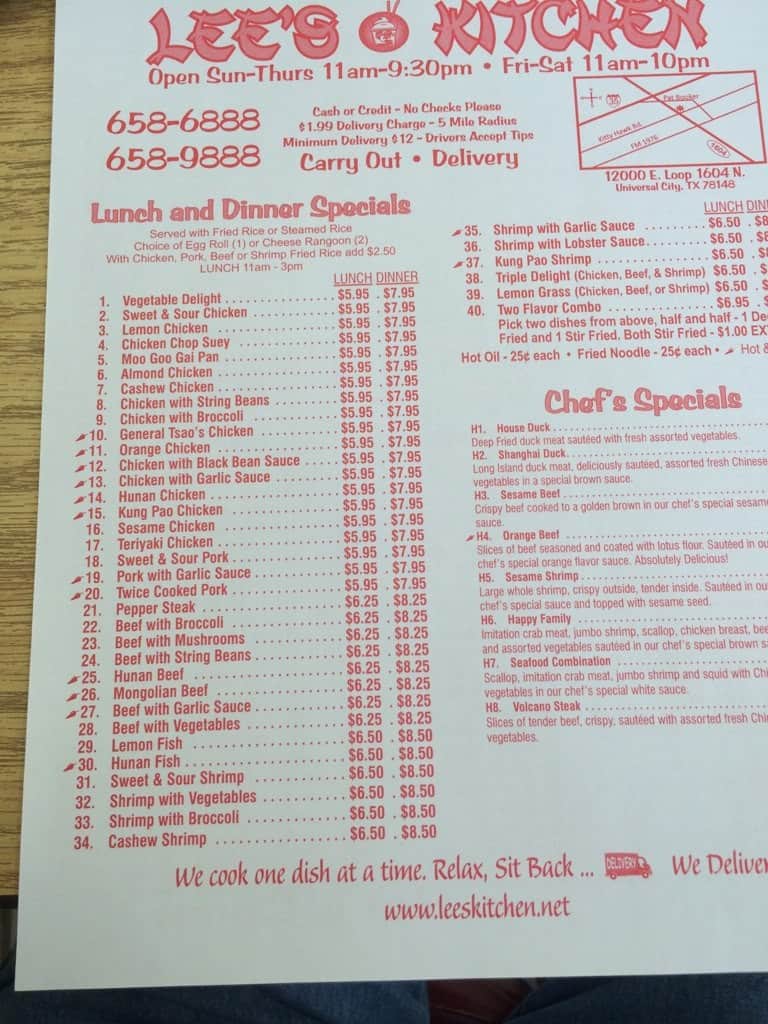 LEE'S KITCHEN
Open Sun-Thurs 11am-9:30pm • Fri-Sat 11am-10pm
658-6888
658-9888
Cash or Credit - No Checks Please
$1.99 Delivery Charge - 5 Mile Radius
Minimum Delivery $12 - Drivers Accept Tips
Carry Out • Delivery
Pat Booker
Kitty Hawk Rd.
FM 1976
1604
12000 E. Loop 1604 N.
Universal City, TX 78148
Lunch and Dinner Specials
Served with Fried Rice or Steamed Rice
Choice of Egg Roll (1) or Cheese Rangoon (2)
With Chicken, Pork, Beef or Shrimp Fried Rice add $2.50
LUNCH 11am - 3pm
LUNCH DINNER
1. Vegetable Delight $5.95 . $7.95
2. Sweet & Sour Chicken $5.95 . $7.95
3. Lemon Chicken $5.95 . $7.95
4. Chicken Chop Suey $5.95 . $7.95
5. Moo Goo Gai Pan $5.95 . $7.95
6. Almond Chicken $5.95 . $7.95
7. Cashew Chicken $5.95 . $7.95
8. Chicken with String Beans $5.95 . $7.95
9. Chicken with Broccoli $5.95 . $7.95
10. General Tsao's Chicken $5.95 . $7.95
11. Orange Chicken $5.95 . $7.95
12. Chicken with Black Bean Sauce $5.95 . $7.95
13. Chicken with Garlic Sauce $5.95 . $7.95
14. Hunan Chicken $5.95 . $7.95
15. Kung Pao Chicken $5.95 . $7.95
16. Sesame Chicken $5.95 . $7.95
17. Teriyaki Chicken $5.95 . $7.95
18. Sweet & Sour Pork $5.95 . $7.95
19. Pork with Garlic Sauce $5.95 . $7.95
20. Twice Cooked Pork $5.95 . $7.95
21. Pepper Steak $6.25 . $8.25
22. Beef with Broccoli $6.25 . $8.25
23. Beef with Mushrooms $6.25 . $8.25
24. Beef with String Beans $6.25 . $8.25
25. Hunan Beef $6.25 . $8.25
26. Mongolian Beef $6.25 . $8.25
27. Beef with Garlic Sauce $6.25 . $8.25
28. Beef with Vegetables $6.25 . $8.25
29. Lemon Fish $6.50 . $8.50
30. Hunan Fish $6.50 . $8.50
31. Sweet & Sour Shrimp $6.50 . $8.50
32. Shrimp with Vegetables $6.50 . $8.50
33. Shrimp with Broccoli $6.50 . $8.50
34. Cashew Shrimp $6.50 . $8.50
LUNCH DIN
35. Shrimp with Garlic Sauce $6.50 . $8
36. Shrimp with Lobster Sauce $6.50 . $8
37. Kung Pao Shrimp $6.50 . $8
38. Triple Delight (Chicken, Beef, & Shrimp) $6.50 . $
39. Lemon Grass (Chicken, Beef, or Shrimp) $6.50 . $
40. Two Flavor Combo $6.95 . $
Pick two dishes from above, half and half - 1 De
Fried and 1 Stir Fried. Both Stir Fried - $1.00 EX
Hot Oil - 25¢ each • Fried Noodle - 25¢ each • Hot &
Chef's Specials
H1. House Duck
Deep Fried duck meat sautéed with fresh assorted vegetables.
H2. Shanghai Duck
Long Island duck meat, deliciously sautéed, assorted fresh Chinese
vegetables in a special brown sauce.
H3. Sesame Beef
Crispy beef cooked to a golden brown in our chef's special sesam
sauce.
H4. Orange Beef
Slices of beef seasoned and coated with lotus flour. Sautéed in ou
chef's special orange flavor sauce. Absolutely Delicious!
H5. Sesame Shrimp
Large whole shrimp, crispy outside, tender inside. Sautéed in ou
chef's special sauce and topped with sesame seed.
H6. Happy Family
Imitation crab meat, jumbo shrimp, scallop, chicken breast, bee
and assorted vegetables sautéed in our chef's special brown s
H7. Seafood Combination
Scallop, imitation crab meat, jumbo shrimp and squid with Chi
vegetables in our chef's special white sauce.
H8. Volcano Steak
Slices of tender beef, crispy, sautéed with assorted fresh Chi
vegetables.
We cook one dish at a time. Relax, Sit Back ... DELIVERY We Deliver
www.leeskitchen.net